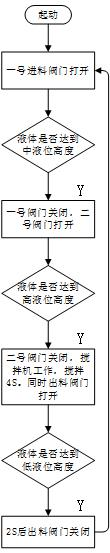 起动
一号进料阀门打开
液体是否达到
中液位高度
Y
一号阀门关闭，二
号阀门打开
液体是否达到
高液位高度
Y
二号阀门关闭，搅
拌机工作，搅拌
4S。同时出料阀门
打开
液体是否达到
低液位高度
Y
2S后出料阀门关闭